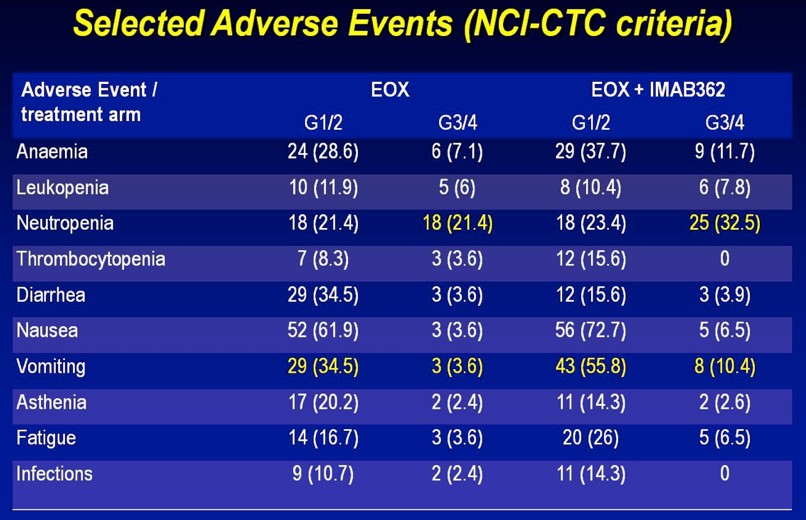 Selected Adverse Events (NCI-CTC criteria)
Adverse Event / treatment arm EOX EOX + IMAB362
G1/2 G3/4 G1/2 G3/4
Anaemia 24 (28.6) 6 (7.1) 29 (37.7) 9 (11.7)
Leukopenia 10 (11.9) 5 (6) 8 (10.4) 6 (7.8)
Neutropenia 18 (21.4) 18 (21.4) 18 (23.4) 25 (32.5)
Thrombocytopenia 7 (8.3) 3 (3.6) 12 (15.6) 0
Diarrhea 29 (34.5) 3 (3.6) 12 (15.6) 3 (3.9)
Nausea 52 (61.9) 3 (3.6) 56 (72.7) 5 (6.5)
Vomiting 29 (34.5) 3 (3.6) 43 (55.8) 8 (10.4)
Asthenia 17 (20.2) 2 (2.4) 11 (14.3) 2 (2.6)
Fatigue 14 (16.7) 3 (3.6) 20 (26) 5 (6.5)
Infections 9 (10.7) 2 (2.4) 11 (14.3) 0